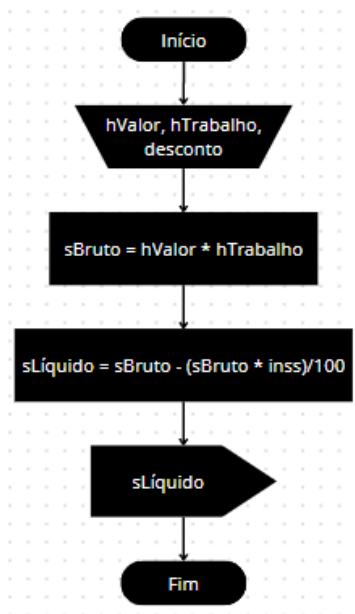 Início
hValor, hTrabalho,
desconto
sBruto = hValor * hTrabalho
sLíquido = sBruto - (sBruto * inss)/100
sLíquido
Fim